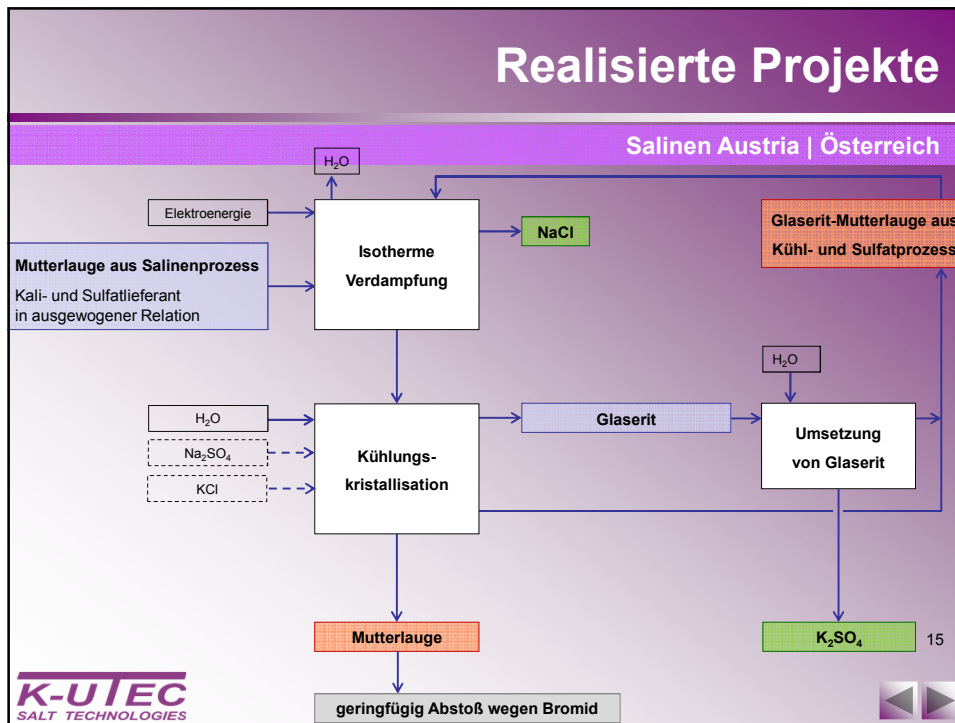 Realisierte Projekte
Salinen Austria | Österreich
H₂O
Elektroenergie
Mutterlauge aus Salinenprozess
Kali- und Sulfatlieferant
in ausgewogener Relation
Isotherme
Verdampfung
NaCl
Glaserit-Mutterlauge aus
Kühl- und Sulfatprozess
H₂O
Na₂SO₄
KCl
Kühlungs-
kristallisation
Glaserit
H₂O
Umsetzung
von Glaserit
Mutterlauge
K₂SO₄
15
geringfügig Abstoß wegen Bromid
K-UTEC
SALT TECHNOLOGIES